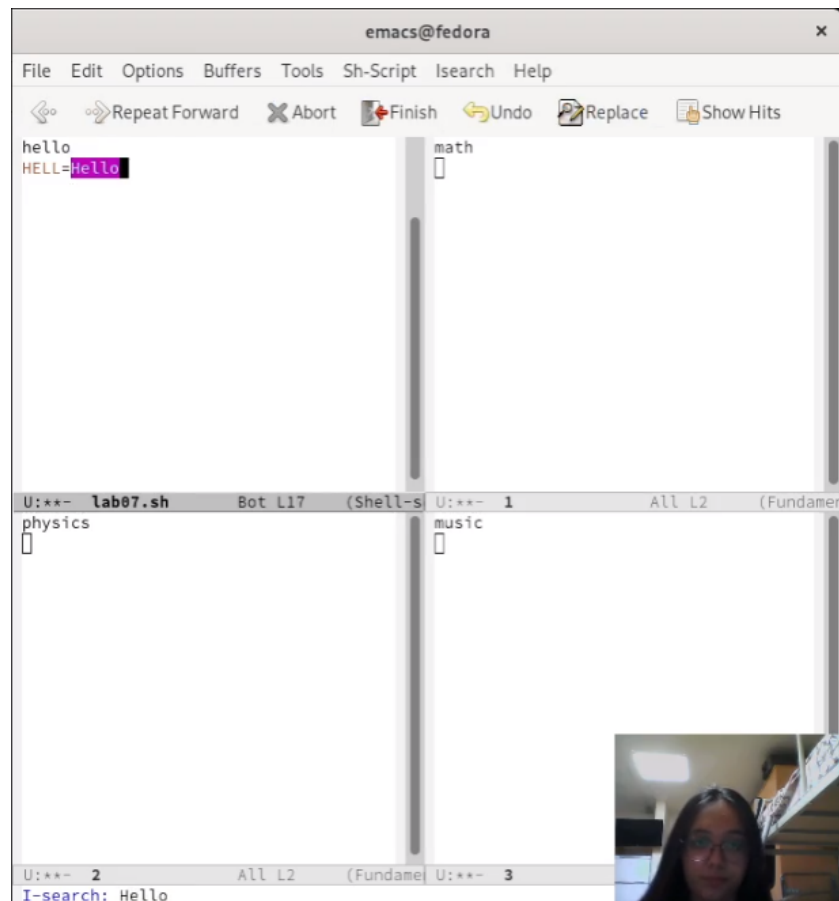 emacs@fedora
File Edit Options Buffers Tools Sh-Script Isearch Help
Repeat Forward Abort Finish Undo Replace Show Hits
hello
HELL=Hello
U:**- lab07.sh Bot L17 (Shell-s
math
U:**- 1 All L2 (Fundamen
physics
U:**- 2 All L2 (Fundamen
music
U:**- 3
I-search: Hello